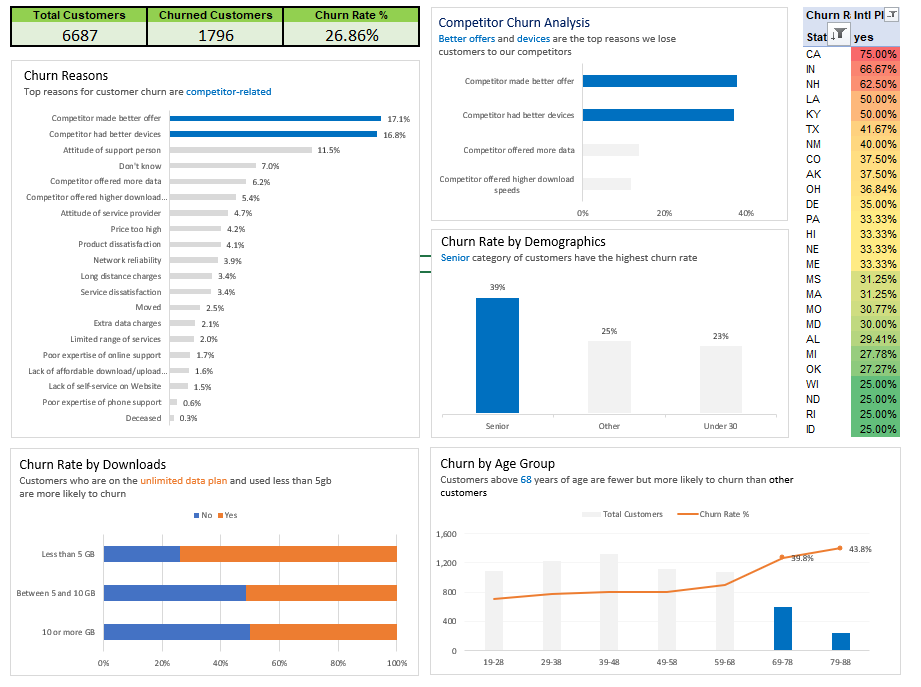 Total Customers Churned Customers Churn Rate %
6687 1796 26.86%
Churn Reasons
Top reasons for customer churn are competitor-related
Competitor made better offer 17.1%
Competitor had better devices 16.8%
Attitude of support person 11.5%
Don't know 7.0%
Competitor offered more data 6.2%
Competitor offered higher download... 5.4%
Attitude of service provider 4.7%
Price too high 4.2%
Product dissatisfaction 4.1%
Network reliability 3.9%
Long distance charges 3.4%
Service dissatisfaction 3.4%
Moved 2.5%
Extra data charges 2.1%
Limited range of services 2.0%
Poor expertise of online support 1.7%
Lack of affordable download/upload... 1.6%
Lack of self-service on Website 1.5%
Poor expertise of phone support 0.6%
Deceased 0.3%
Competitor Churn Analysis
Better offers and devices are the top reasons we lose
customers to our competitors
Competitor made better offer
Competitor had better devices
Competitor offered more data
Competitor offered higher download
speeds
0% 20% 40%
Churn Rate by Demographics
Senior category of customers have the highest churn rate
39%
25%
23%
Senior Other Under 30
Churn R Intl Pl
Stat yes
CA 75.00%
IN 66.67%
NH 62.50%
LA 50.00%
KY 50.00%
TX 41.67%
NM 40.00%
CO 37.50%
AK 37.50%
OH 36.84%
DE 35.00%
PA 33.33%
HI 33.33%
NE 33.33%
ME 33.33%
MS 31.25%
MA 31.25%
MO 30.77%
MD 30.00%
AL 29.41%
MI 27.78%
OK 27.27%
WI 25.00%
ND 25.00%
RI 25.00%
ID 25.00%
Churn Rate by Downloads
Customers who are on the unlimited data plan and used less than 5gb
are more likely to churn
No Yes
Less than 5 GB
Between 5 and 10 GB
10 or more GB
0% 20% 40% 60% 80% 100%
Churn by Age Group
Customers above 68 years of age are fewer but more likely to churn than other
customers
Total Customers Churn Rate %
1,600
1,200
800
400
0
39.8%
43.8%
19-28 29-38 39-48 49-58 59-68 69-78 79-88